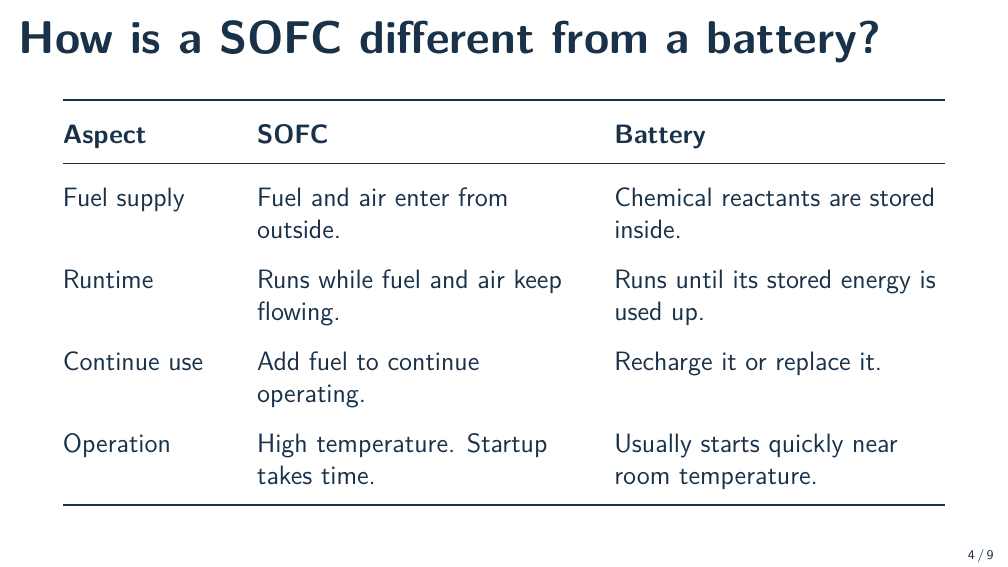 How is a SOFC different from a battery?
Aspect SOFC Battery
Fuel supply Fuel and air enter from Chemical reactants are stored
outside. inside.
Runtime Runs while fuel and air keep Runs until its stored energy is
flowing. used up.
Continue use Add fuel to continue Recharge it or replace it.
operating.
Operation High temperature. Startup Usually starts quickly near
takes time. room temperature.
4 / 9